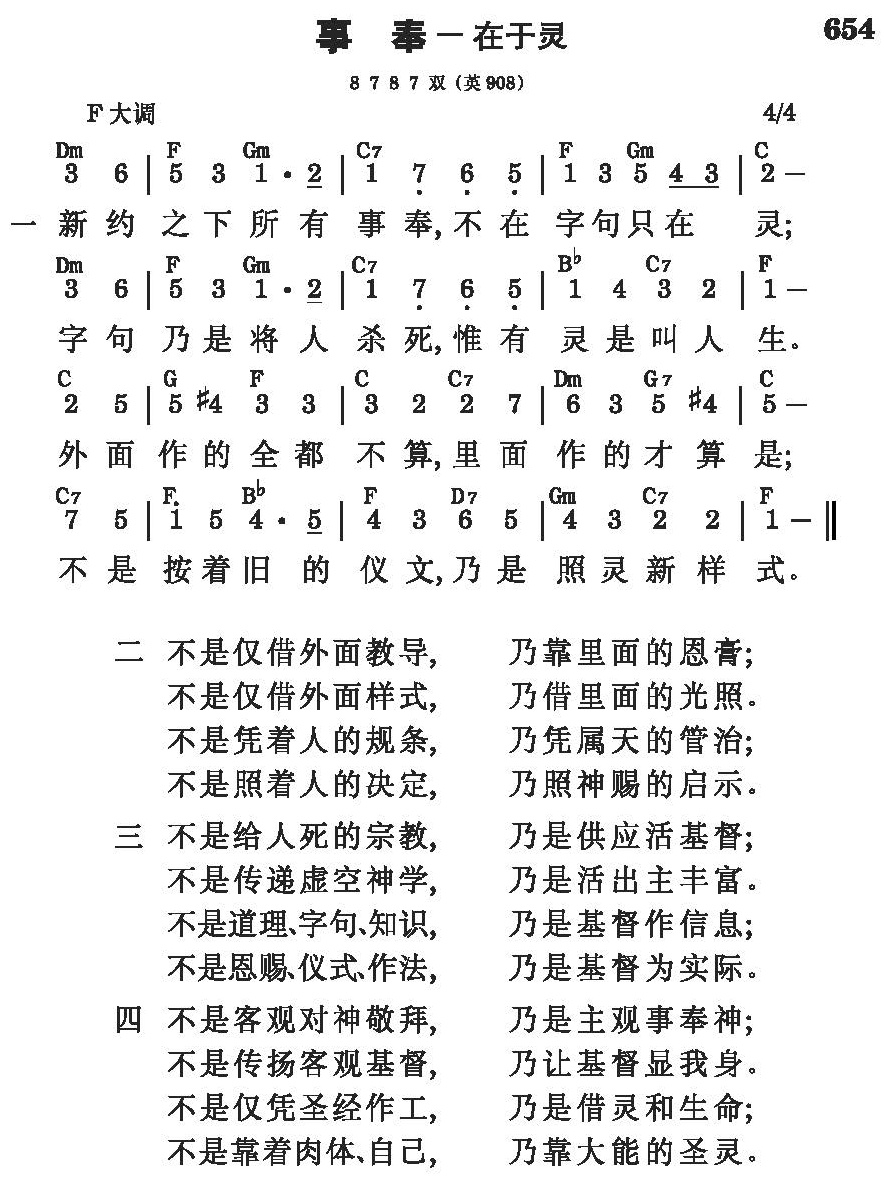 事 奉－在于灵 654
8 7 8 7 双（英908）
F大调 4/4
Dm F Gm C7 F Gm C
3 6 | 5 3 1 · 2 | 1 7 6 5 | 1 3 5 4 3 | 2 －
一 新约之下所有事奉,不在字句只在灵;
Dm F Gm C7 B♭ C7 F
3 6 | 5 3 1 · 2 | 1 7 6 5 | 1 4 3 2 | 1 －
字句乃是将人杀死,惟有灵是叫人生。
C G F C C7 Dm G7 C
2 5 | 5 ♯4 3 3 | 3 2 2 7 | 6 3 5 ♯4 | 5 －
外面作的全都不算,里面作的才算是;
C7 F B♭ F D7 Gm C7 F
7 5 | 1 5 4 · 5 | 4 3 6 5 | 4 3 2 2 | 1 － ‖
不是按着旧的仪文,乃是照灵新样式。
二 不是仅借外面教导, 乃靠里面的恩膏;
不是仅借外面样式, 乃借里面的光照。
不是凭着人的规条, 乃凭属天的管治;
不是照着人的决定, 乃照神赐的启示。
三 不是给人死的宗教, 乃是供应活基督;
不是传递虚空神学, 乃是活出主丰富。
不是道理、字句、知识, 乃是基督作信息;
不是恩赐、仪式、作法, 乃是基督为实际。
四 不是客观对神敬拜, 乃是主观事奉神;
不是传扬客观基督, 乃让基督显我身。
不是仅凭圣经作工, 乃是借灵和生命;
不是靠着肉体、自己, 乃靠大能的圣灵。